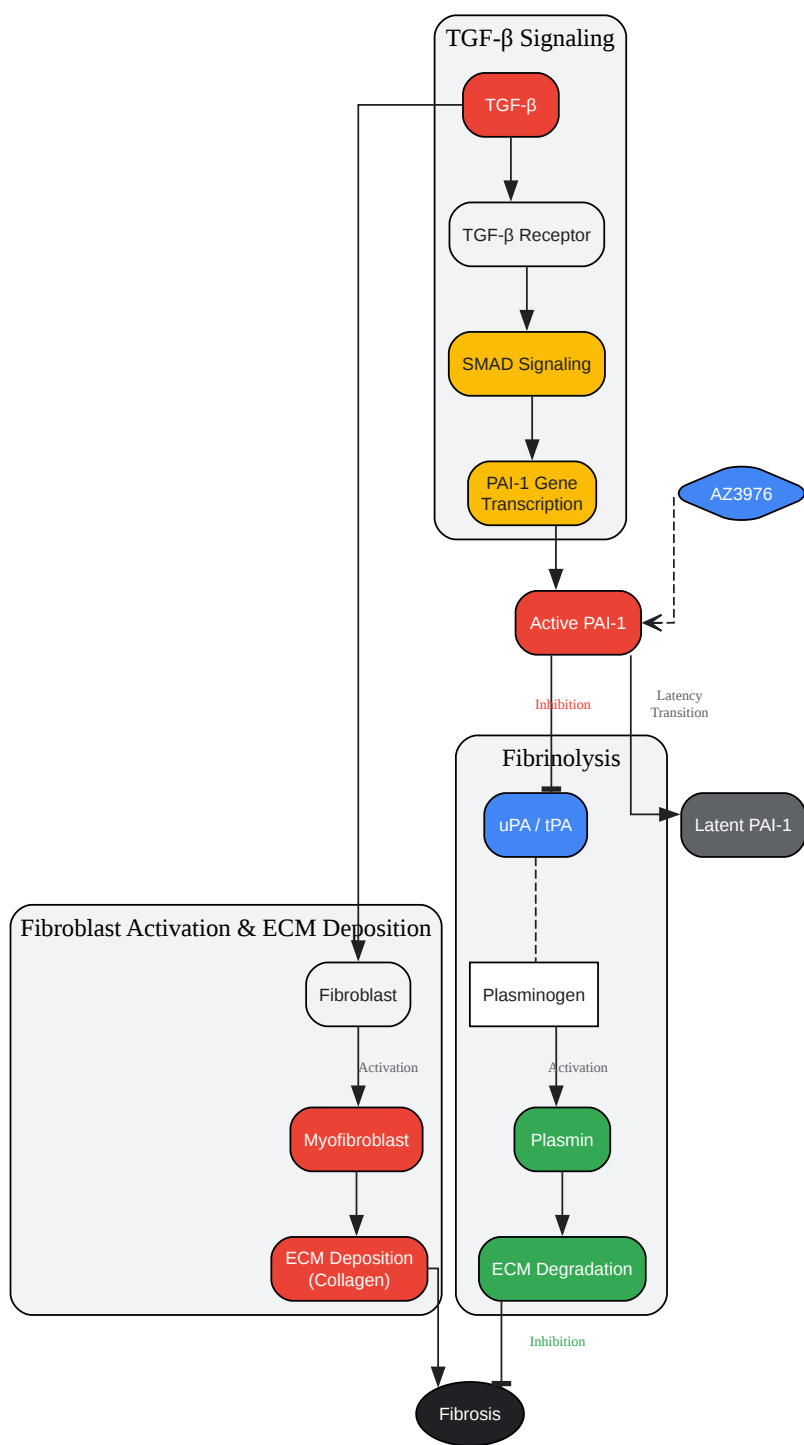 TGF-β Signaling
TGF-β
TGF-β Receptor
SMAD Signaling
PAI-1 Gene
Transcription
AZ3976
Active PAI-1
Inhibition
Latency
Transition
Fibrinolysis
uPA / tPA
Latent PAI-1
Fibroblast Activation & ECM Deposition
Fibroblast
Plasminogen
Activation
Activation
Myofibroblast
Plasmin
ECM Deposition
(Collagen)
ECM Degradation
Inhibition
Fibrosis